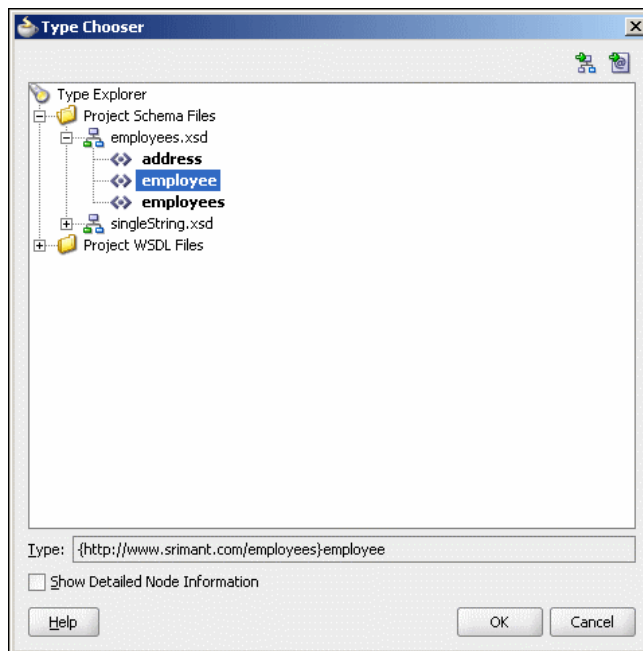 Type Chooser
Type Explorer
Project Schema Files
employees.xsd
address
employee
employees
singleString.xsd
Project WSDL Files
Type: {http://www.srimant.com/employees}employee
Show Detailed Node Information
Help OK Cancel